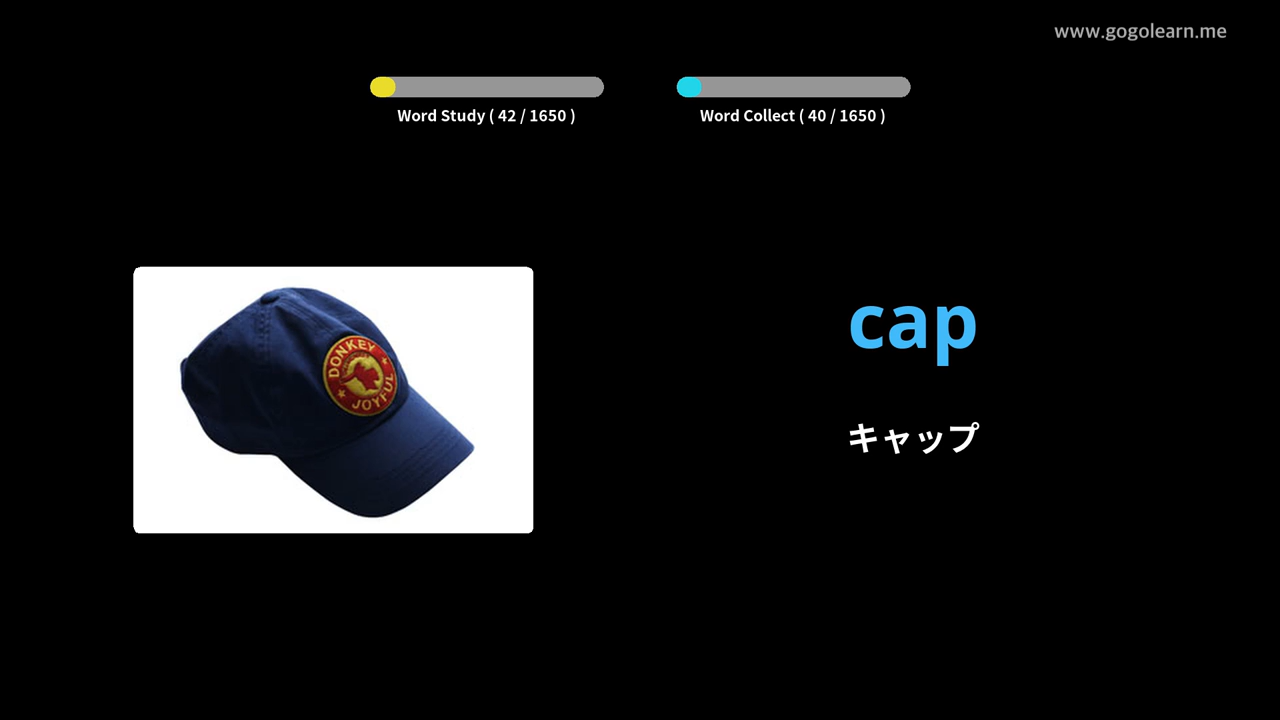 www.gogolearn.me
Word Study ( 42 / 1650 )
Word Collect ( 40 / 1650 )
DONKEY
JOYFUL
cap
キャップ